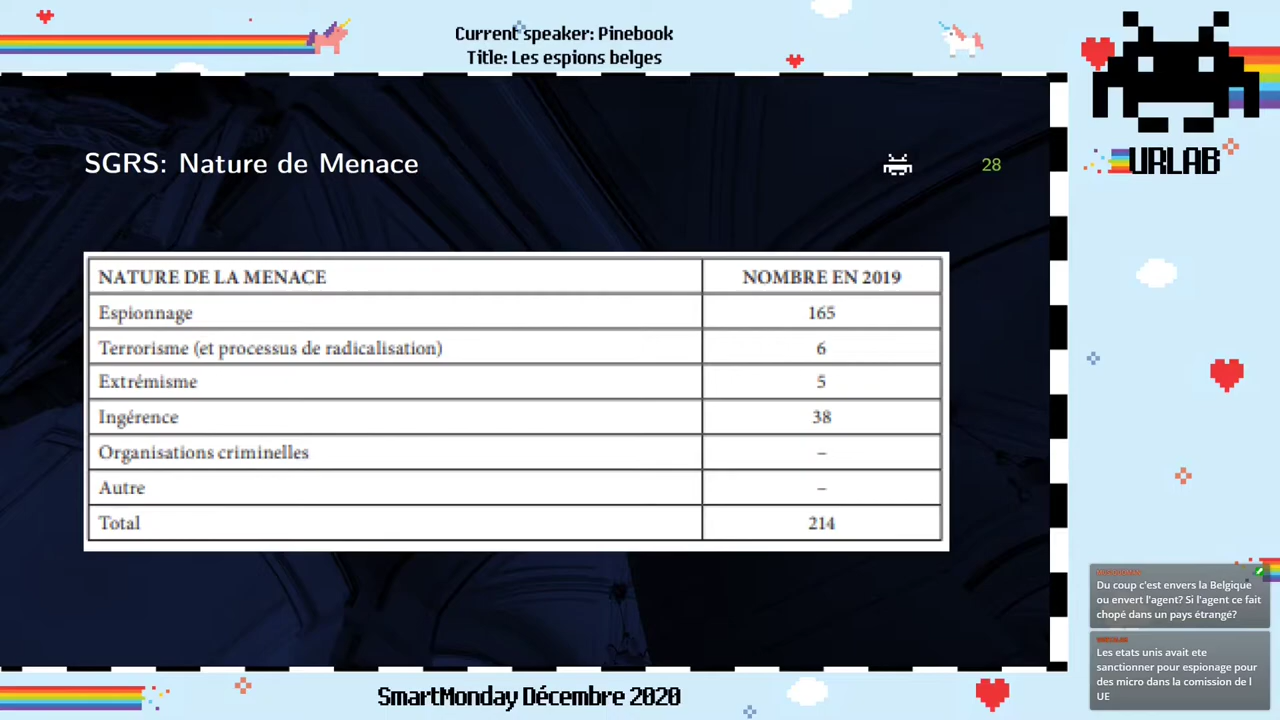 Current speaker: Pinebook
Title: Les espions belges
URLAB
SGRS: Nature de Menace
28
NATURE DE LA MENACE NOMBRE EN 2019
Espionnage 165
Terrorisme (et processus de radicalisation) 6
Extrémisme 5
Ingérence 38
Organisations criminelles –
Autre –
Total 214
Du coup c'est envers la Belgique
ou envert l'agent? Si l'agent ce fait
chopé dans un pays étrangé?
Les etats unis avait ete
sanctionner pour espionage pour
des micro dans la comission de l
UE
SmartMonday Décembre 2020